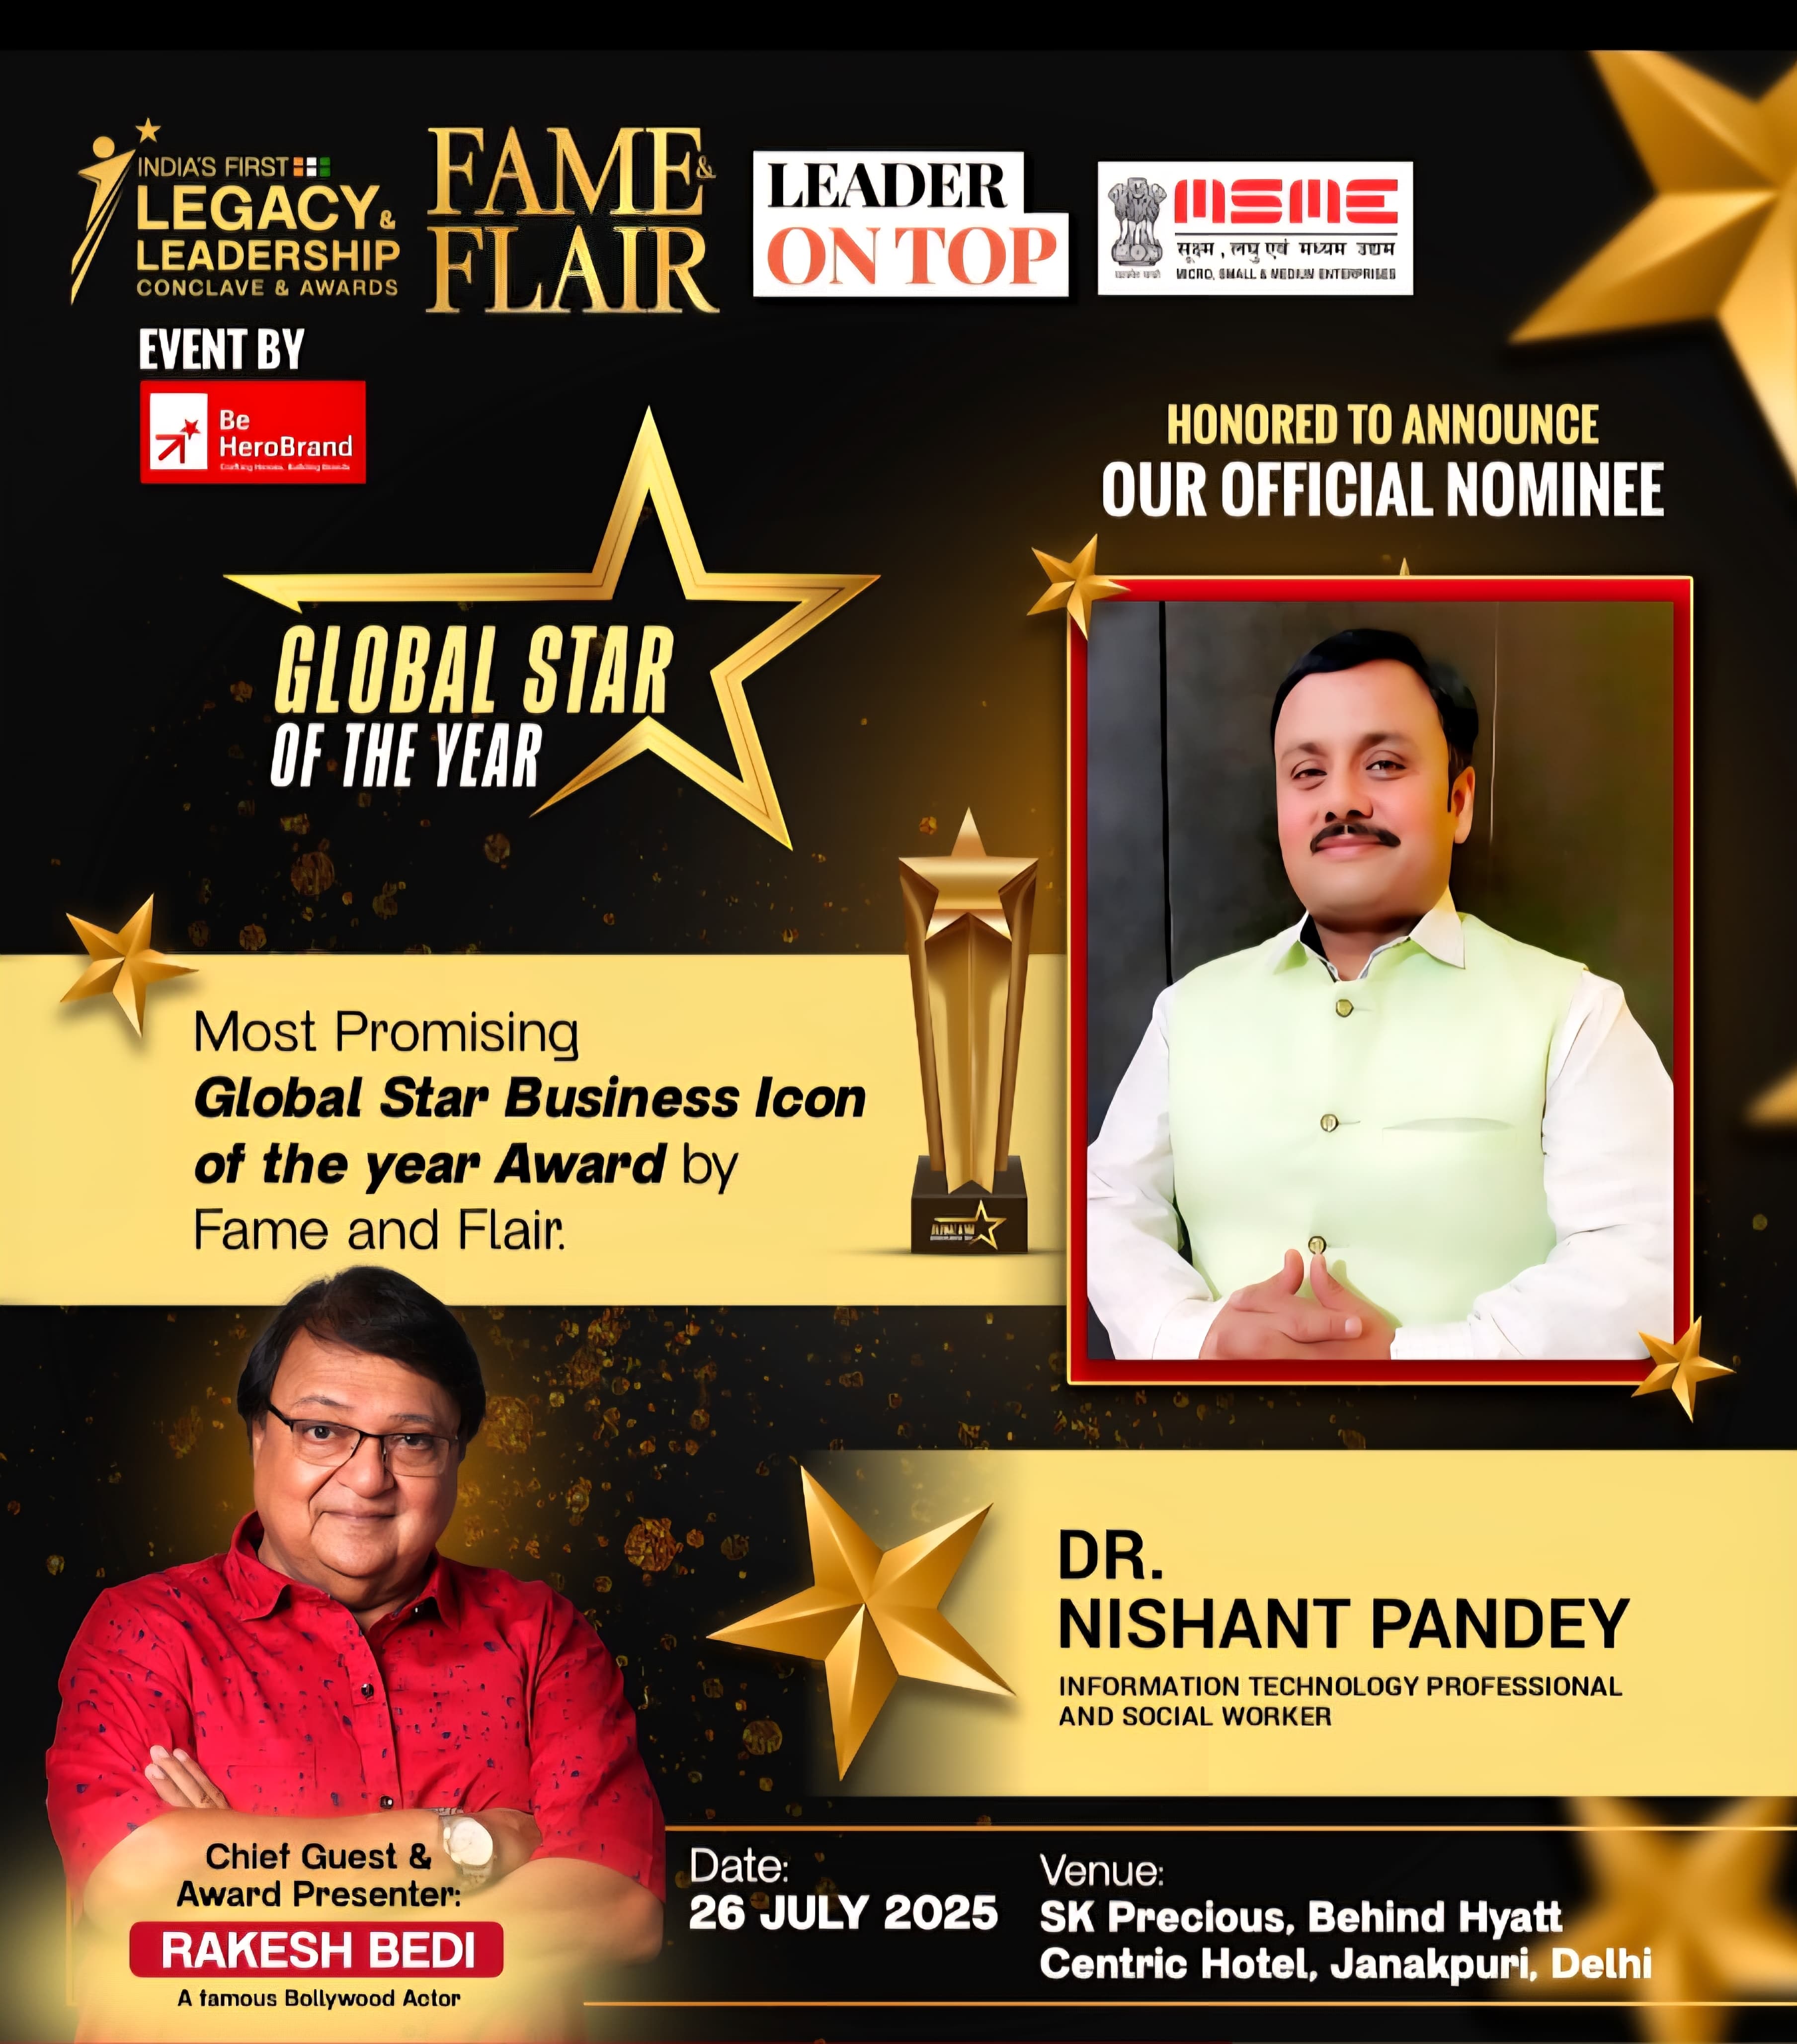 INDIA'S FIRST
LEGACY &
LEADERSHIP
CONCLAVE & AWARDS
FAME &
FLAIR
LEADER
ON TOP
MSME
सूक्ष्म, लघु एवं मध्यम उद्यम
MICRO, SMALL & MEDIUM ENTERPRISES
EVENT BY
Be
HeroBrand
HONORED TO ANNOUNCE
OUR OFFICIAL NOMINEE
GLOBAL STAR
OF THE YEAR
Most Promising
Global Star Business Icon
of the year Award by
Fame and Flair.
DR.
NISHANT PANDEY
INFORMATION TECHNOLOGY PROFESSIONAL
AND SOCIAL WORKER
Chief Guest &
Award Presenter:
RAKESH BEDI
A famous Bollywood Actor
Date:
26 JULY 2025
Venue:
SK Precious, Behind Hyatt
Centric Hotel, Janakpuri, Delhi